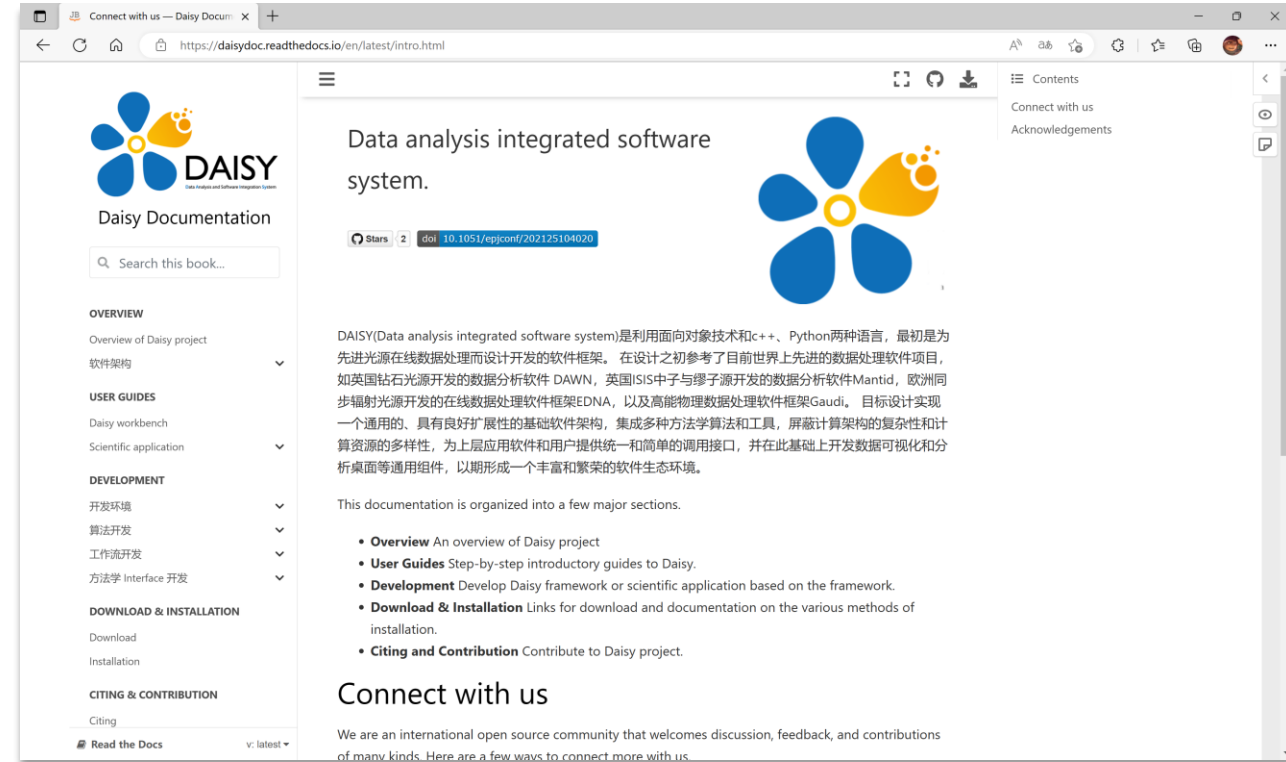 Connect with us — Daisy Docum
https://daisydoc.readthedocs.io/en/latest/intro.html
DAISY
Data Analysis and Software Integration System
Daisy Documentation
Search this book...
OVERVIEW
Overview of Daisy project
软件架构
USER GUIDES
Daisy workbench
Scientific application
DEVELOPMENT
开发环境
算法开发
工作流开发
方法学 Interface 开发
DOWNLOAD & INSTALLATION
Download
Installation
CITING & CONTRIBUTION
Citing
Read the Docs
v: latest
Data analysis integrated software
system.
Stars 2 doi 10.1051/epjconf/202125104020
DAISY(Data analysis integrated software system)是利用面向对象技术和c++、Python两种语言，最初是为
先进光源在线数据处理而设计开发的软件框架。 在设计之初参考了目前世界上先进的数据处理软件项目，
如英国钻石光源开发的数据分析软件 DAWN，英国ISIS中子与缪子源开发的数据分析软件Mantid，欧洲同
步辐射光源开发的在线数据处理软件框架EDNA，以及高能物理数据处理软件框架Gaudi。 目标设计实现
一个通用的、具有良好扩展性的基础软件架构，集成多种方法学算法和工具，屏蔽计算架构的复杂性和计
算资源的多样性，为上层应用软件和用户提供统一和简单的调用接口，并在此基础上开发数据可视化和分
析桌面等通用组件，以期形成一个丰富和繁荣的软件生态环境。
This documentation is organized into a few major sections.
• Overview An overview of Daisy project
• User Guides Step-by-step introductory guides to Daisy.
• Development Develop Daisy framework or scientific application based on the framework.
• Download & Installation Links for download and documentation on the various methods of
installation.
• Citing and Contribution Contribute to Daisy project.
Connect with us
We are an international open source community that welcomes discussion, feedback, and contributions
of many kinds. Here are a few ways to connect more with us.
Contents
Connect with us
Acknowledgements